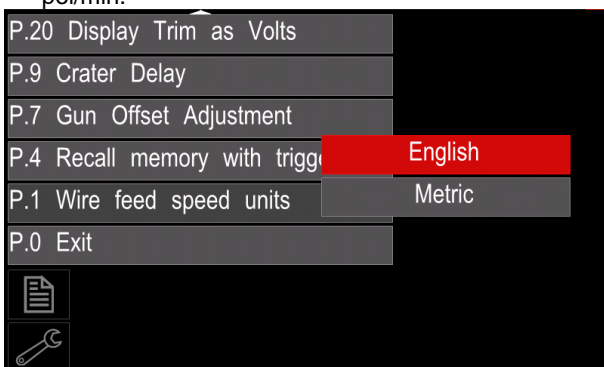 P.20 Display Trim as Volts
P.9 Crater Delay
P.7 Gun Offset Adjustment
P.4 Recall memory with
English
P.1 Wire feed speed units
Metric
P.0 Exit